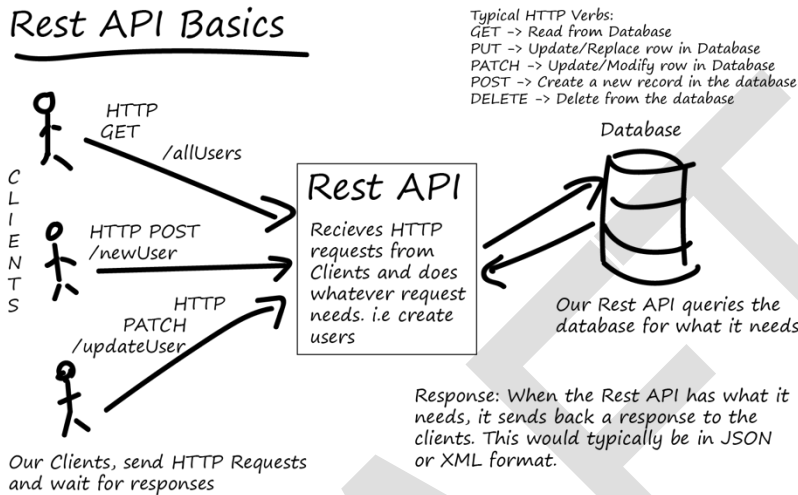 Rest API Basics
Typical HTTP Verbs:
GET -> Read from Database
PUT -> Update/Replace row in Database
PATCH -> Update/Modify row in Database
POST -> Create a new record in the database
DELETE -> Delete from the database
CLIENTS
HTTP
GET
/allUsers
HTTP POST
/newUser
HTTP
PATCH
/updateUser
Our Clients, send HTTP Requests
and wait for responses
Rest API
Recieves HTTP
requests from
Clients and does
whatever request
needs. i.e create
users
Database
Our Rest API queries the
database for what it needs
Response: When the Rest API has what it
needs, it sends back a response to the
clients. This would typically be in JSON
or XML format.